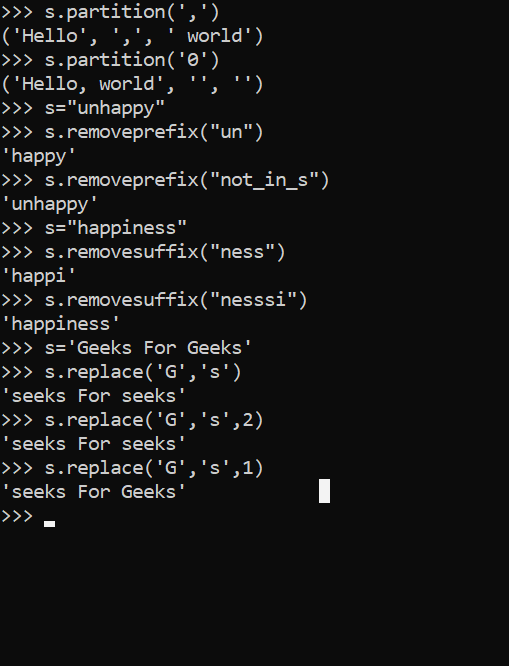 >>> s.partition(',')
('Hello', ',', ' world')
>>> s.partition('0')
('Hello, world', '', '')
>>> s="unhappy"
>>> s.removeprefix("un")
'happy'
>>> s.removeprefix("not_in_s")
'unhappy'
>>> s="happiness"
>>> s.removesuffix("ness")
'happi'
>>> s.removesuffix("nesssi")
'happiness'
>>> s='Geeks For Geeks'
>>> s.replace('G','s')
'seeks For seeks'
>>> s.replace('G','s',2)
'seeks For seeks'
>>> s.replace('G','s',1)
'seeks For Geeks'
>>>